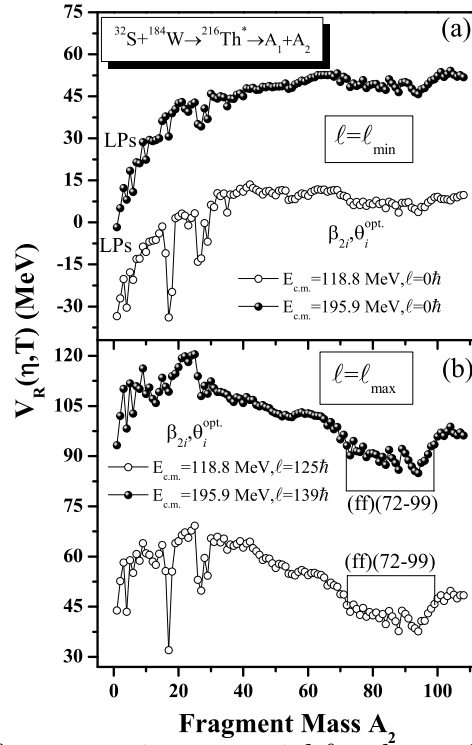 (a)
³²S+¹⁸⁴W→²¹⁶Th*→A₁+A₂
75
60
45
30
15
0
-15
-30
LPs
LPs
ℓ=ℓmin
β₂ᵢ,θᵢ^opt.
E_c.m.=118.8 MeV,ℓ=0ℏ
E_c.m.=195.9 MeV,ℓ=0ℏ
V_R(η,T) (MeV)
(b)
120
105
90
75
60
45
30
ℓ=ℓmax
β₂ᵢ,θᵢ^opt.
E_c.m.=118.8 MeV,ℓ=125ℏ
E_c.m.=195.9 MeV,ℓ=139ℏ
(ff)(72-99)
(ff)(72-99)
0 20 40 60 80 100
Fragment Mass A₂